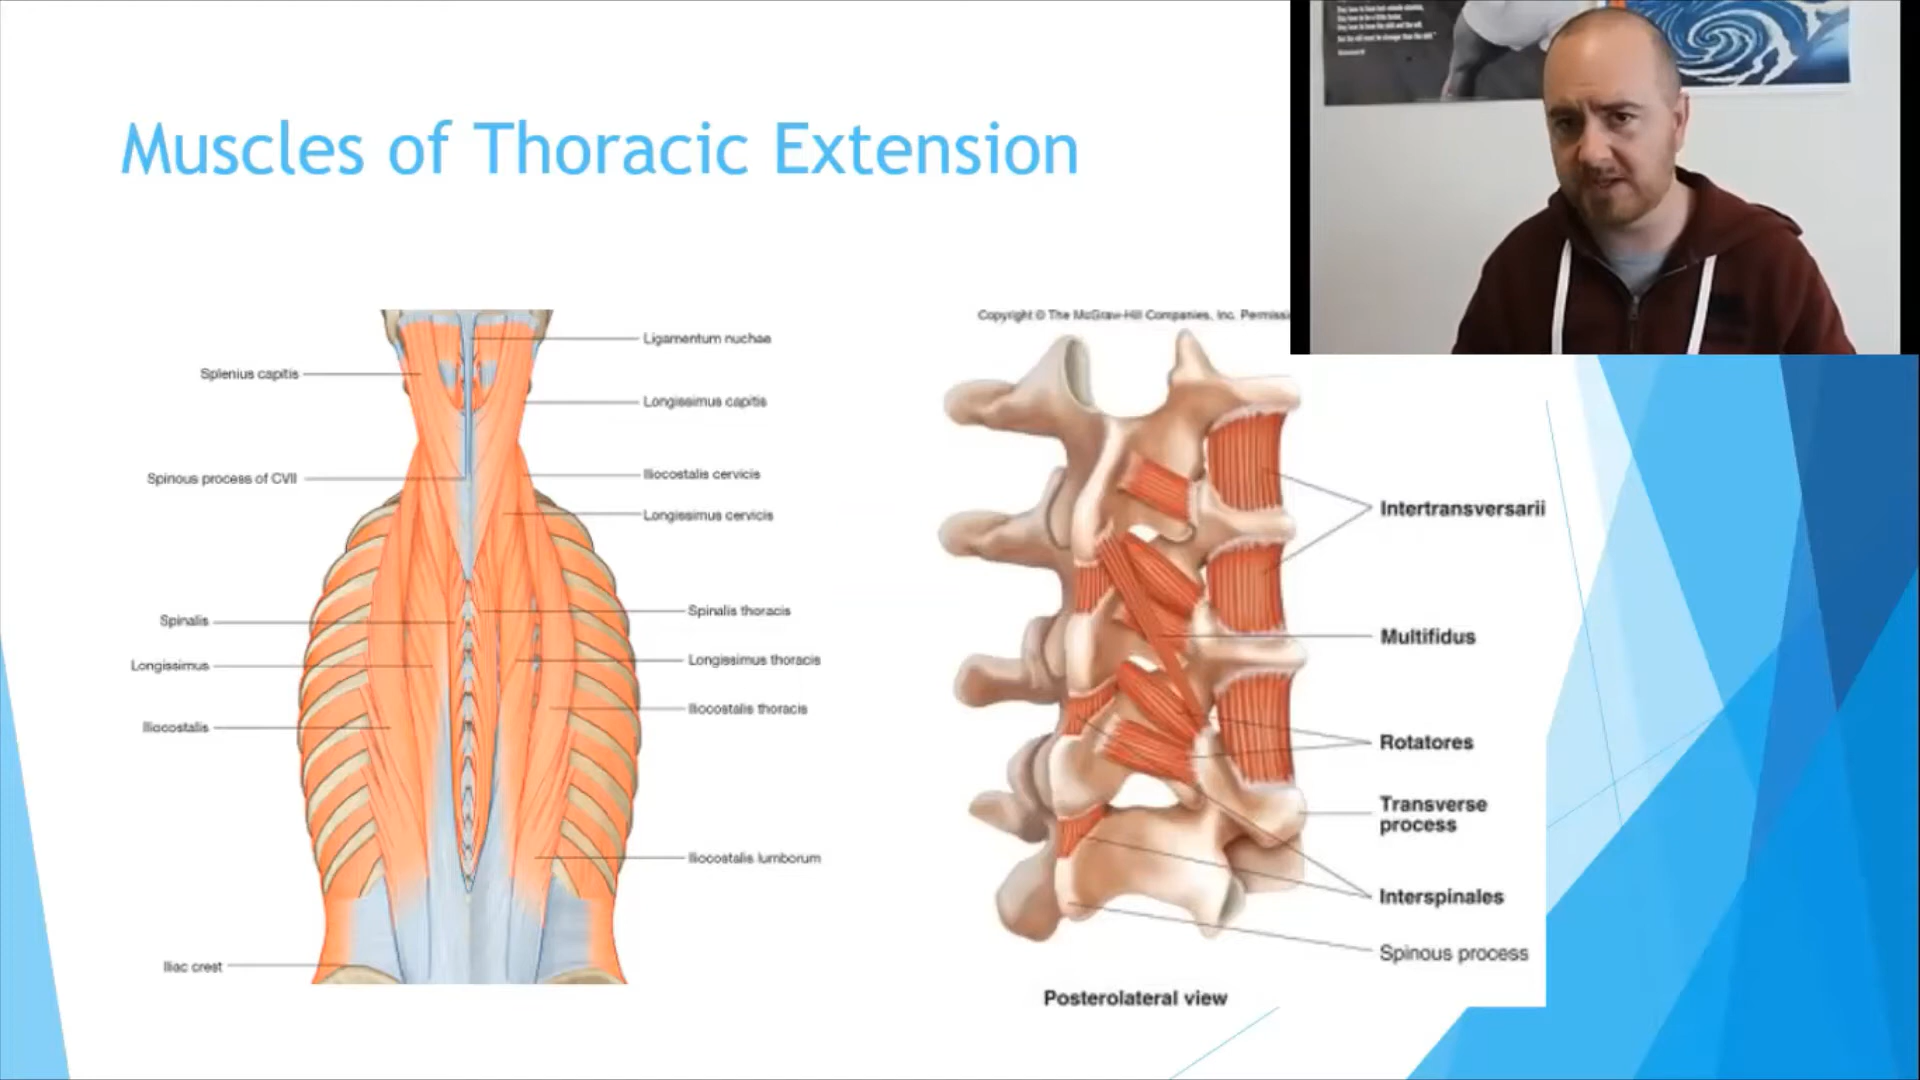 Muscles of Thoracic Extension
Ligamentum nuchae
Splenius capitis
Longissimus capitis
Spinous process of CVII
Iliocostalis cervicis
Longissimus cervicis
Spinalis
Spinalis thoracis
Longissimus
Longissimus thoracis
Iliocostalis
Iliocostalis thoracis
Iliocostalis lumborum
Iliac crest
Copyright © The McGraw-Hill Companies, Inc. Permissi
Intertransversarii
Multifidus
Rotatores
Transverse
process
Interspinales
Spinous process
Posterolateral view